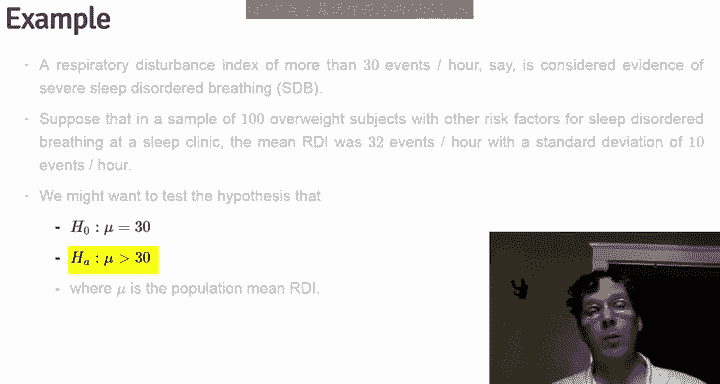 Example
- A respiratory disturbance index of more than 30 events / hour, say, is considered evidence of
severe sleep disordered breathing (SDB).
- Suppose that in a sample of 100 overweight subjects with other risk factors for sleep disordered
breathing at a sleep clinic, the mean RDI was 32 events / hour with a standard deviation of 10
events / hour.
- We might want to test the hypothesis that
- H₀ : μ = 30
- Hₐ : μ > 30
- where μ is the population mean RDI.